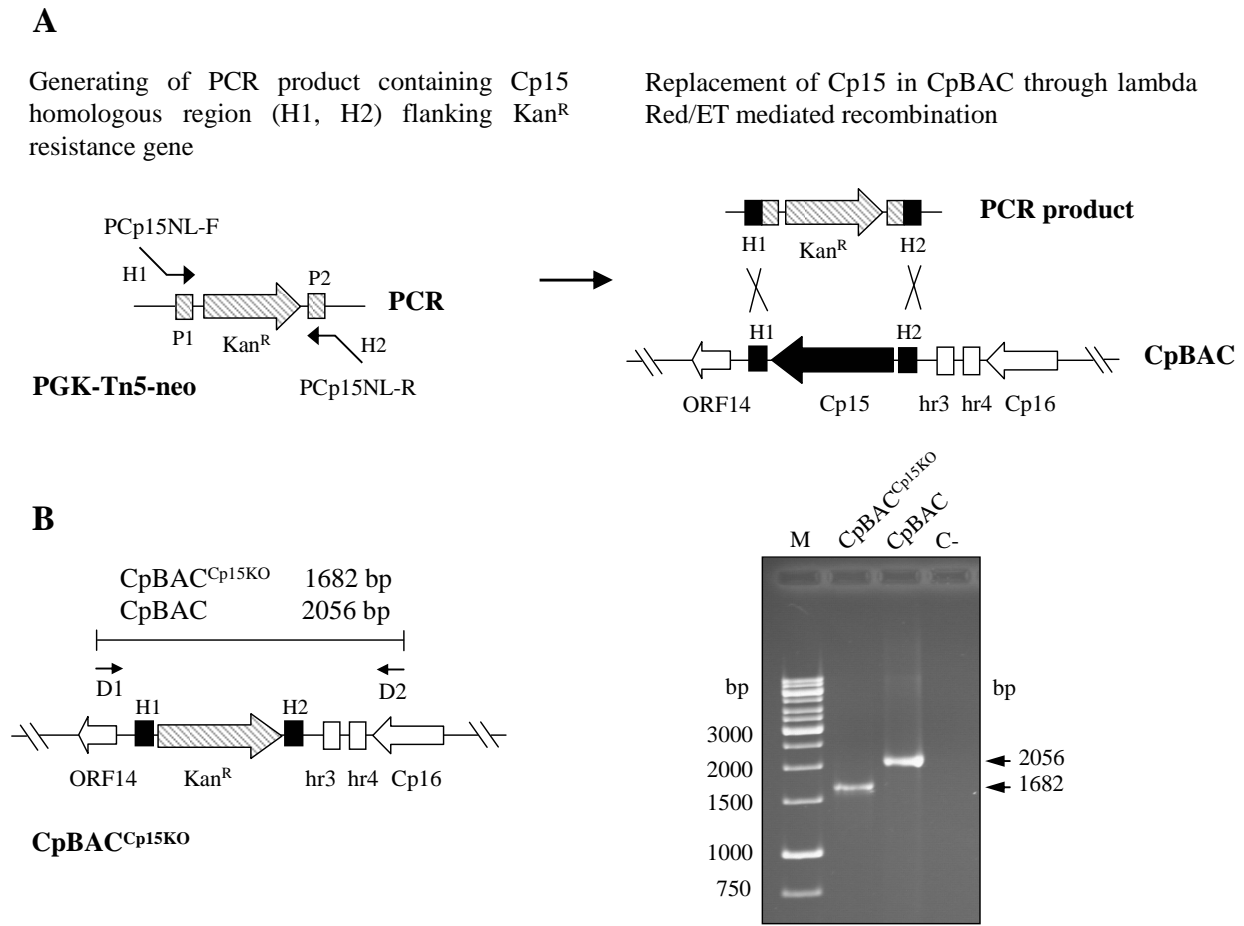 A
Generating of PCR product containing Cp15
homologous region (H1, H2) flanking Kanᴿ
resistance gene
Replacement of Cp15 in CpBAC through lambda
Red/ET mediated recombination
PCp15NL-F
H1
P2
PCR
P1
Kanᴿ
H2
PGK-Tn5-neo
PCp15NL-R
PCR product
H1
Kanᴿ
H2
H1
H2
CpBAC
ORF14
Cp15
hr3
hr4
Cp16
B
CpBACCp15KO 1682 bp
CpBAC 2056 bp
D1
D2
H1
H2
ORF14
Kanᴿ
hr3
hr4
Cp16
CpBACCp15KO
M
CpBACCp15KO
CpBAC
C-
bp
bp
3000
2056
2000
1682
1500
1000
750